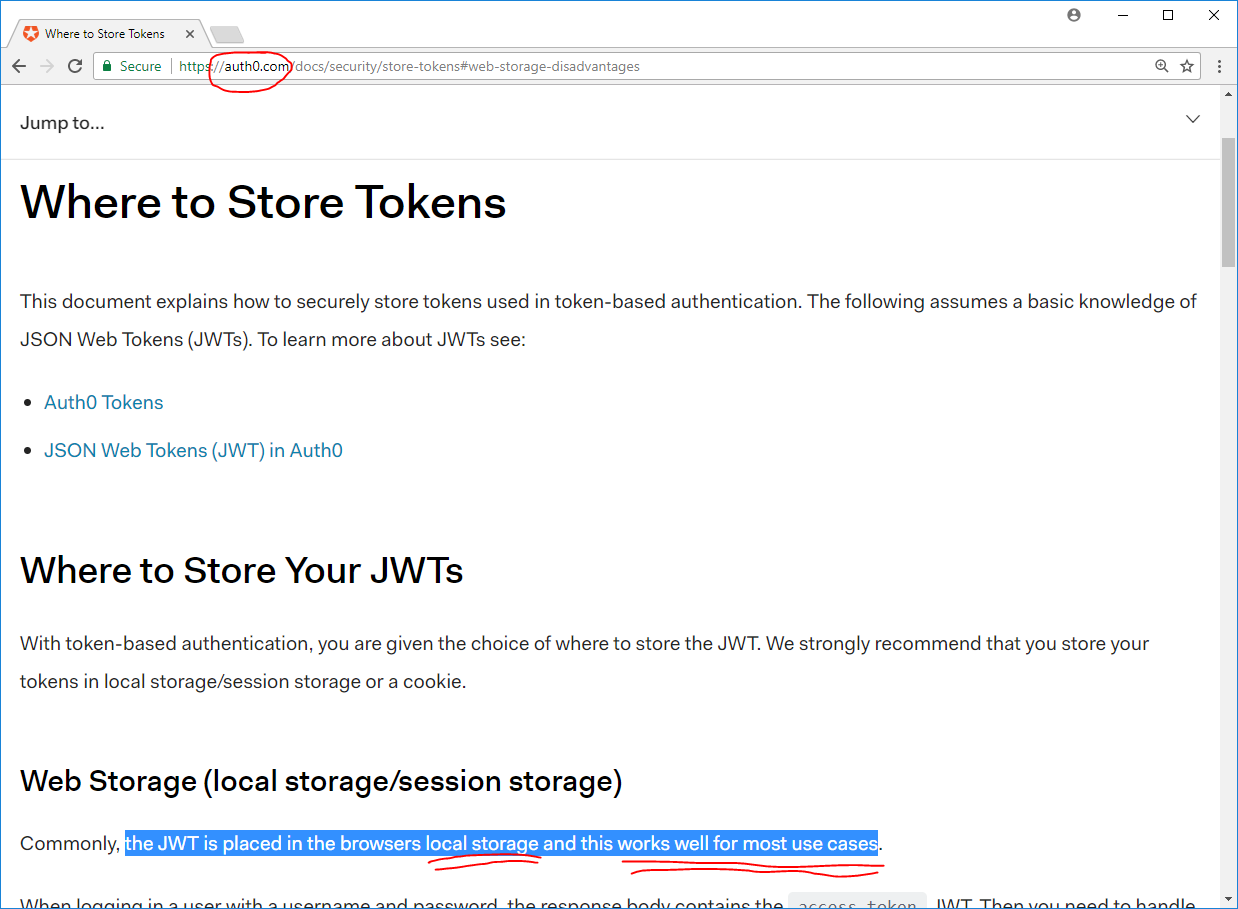 Where to Store Tokens
Secure https://auth0.com/docs/security/store-tokens#web-storage-disadvantages
Jump to...
Where to Store Tokens
This document explains how to securely store tokens used in token-based authentication. The following assumes a basic knowledge of
JSON Web Tokens (JWTs). To learn more about JWTs see:
• Auth0 Tokens
• JSON Web Tokens (JWT) in Auth0
Where to Store Your JWTs
With token-based authentication, you are given the choice of where to store the JWT. We strongly recommend that you store your
tokens in local storage/session storage or a cookie.
Web Storage (local storage/session storage)
Commonly, the JWT is placed in the browsers local storage and this works well for most use cases.
When logging in a user with a username and password, the response body contains the access_token JWT. Then you need to handle